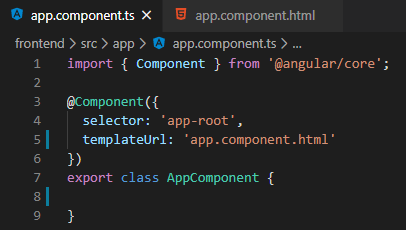 app.component.ts
app.component.html
frontend > src > app > app.component.ts > ...
1 import { Component } from '@angular/core';
2
3 @Component({
4   selector: 'app-root',
5   templateUrl: 'app.component.html'
6 })
7 export class AppComponent {
8
9 }